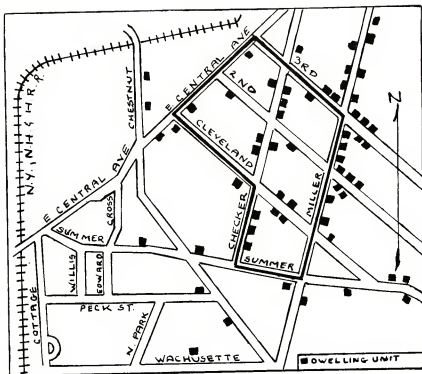 N.Y., N.H & H.R.R.
CHESTNUT
E CENTRAL AVE
2ND
3RD
CLEVELAND
E CENTRAL AVE
CROSS
SUMMER
CHECKER
MILLER
N
SUMMER
WILLIS
EDWARD
COTTAGE
PECK ST.
N. PARK
WACHUSETTE
DWELLING UNIT